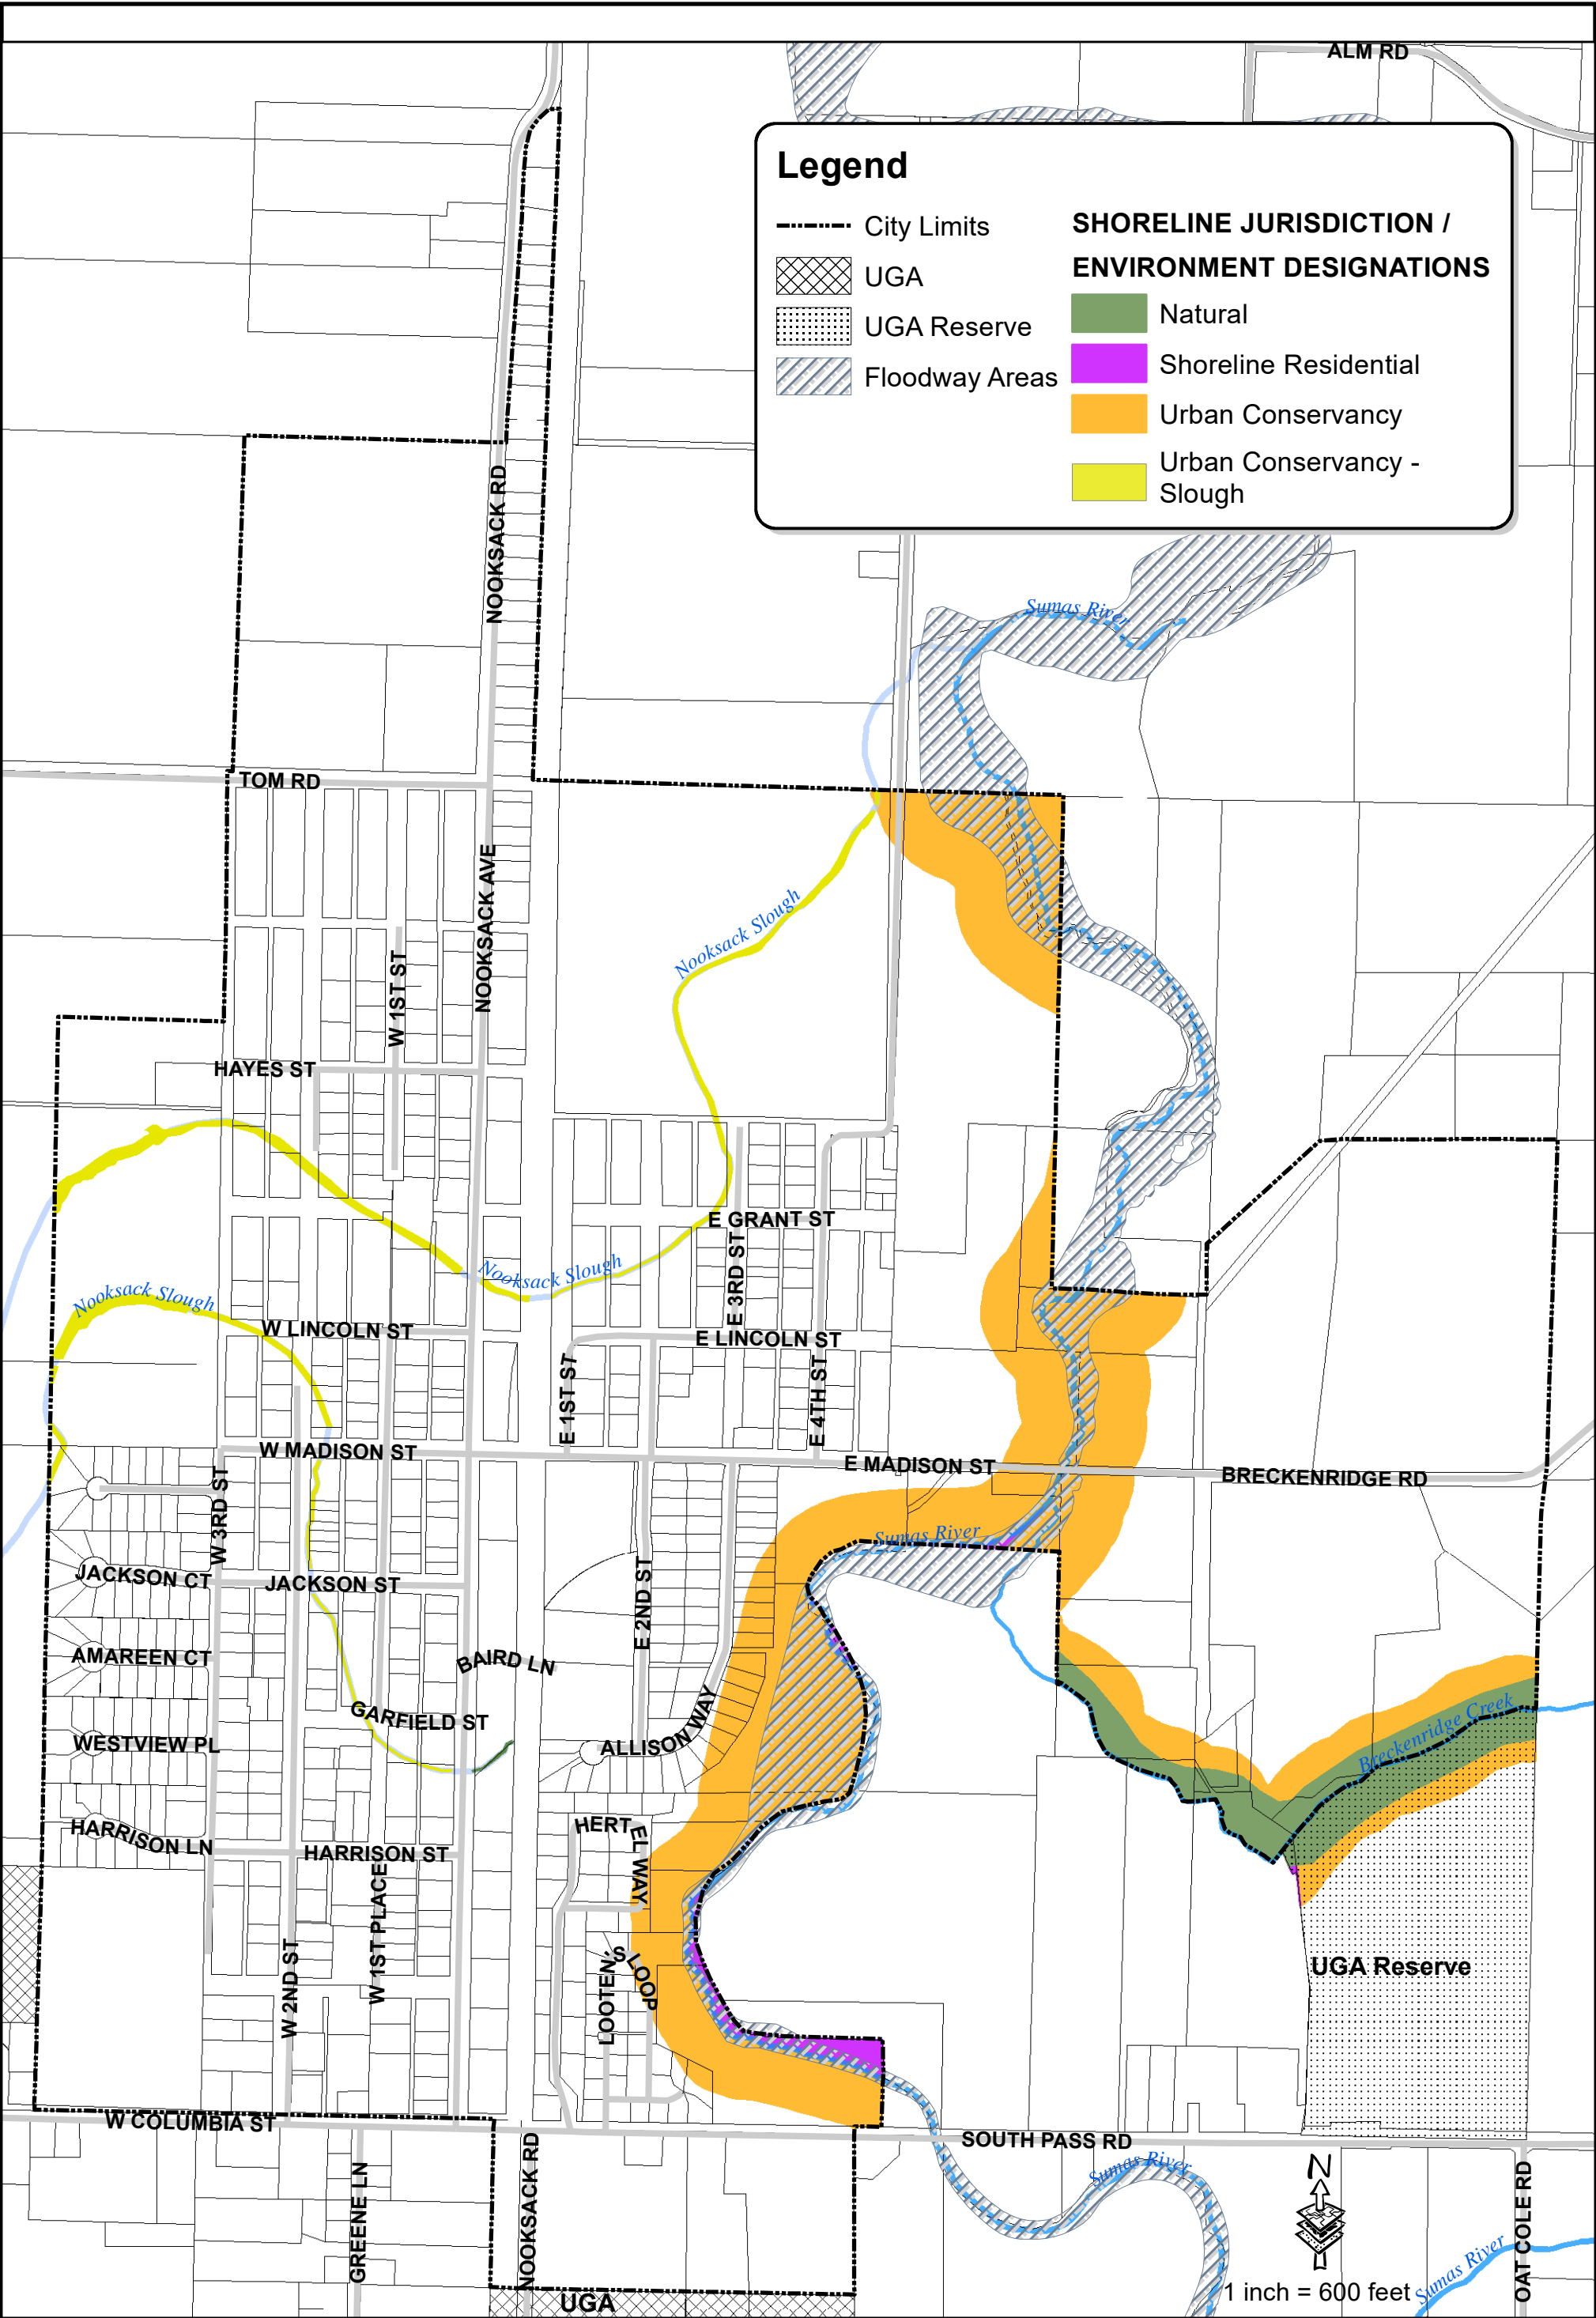 ALM RD
Legend
City Limits
UGA
UGA Reserve
Floodway Areas
SHORELINE JURISDICTION /
ENVIRONMENT DESIGNATIONS
Natural
Shoreline Residential
Urban Conservancy
Urban Conservancy -
Slough
NOOKSACK RD
Sumas River
TOM RD
NOOKSACK AVE
Nooksack Slough
W 1ST ST
HAYES ST
E GRANT ST
E 3RD ST
Nooksack Slough
Nooksack Slough
W LINCOLN ST
E LINCOLN ST
E 1ST ST
E 4TH ST
W MADISON ST
E MADISON ST
BRECKENRIDGE RD
W 3RD ST
Sumas River
JACKSON CT
JACKSON ST
E 2ND ST
AMAREEN CT
BAIRD LN
GARFIELD ST
ALLISON WAY
WESTVIEW PL
Breckenridge Creek
HARRISON LN
HARRISON ST
HERTEL WAY
W 1ST PLACE
W 2ND ST
LOOTEN'S LOOP
UGA Reserve
W COLUMBIA ST
SOUTH PASS RD
GREENE LN
NOOKSACK RD
Sumas River
N
OAT COLE RD
Sumas River
1 inch = 600 feet
UGA